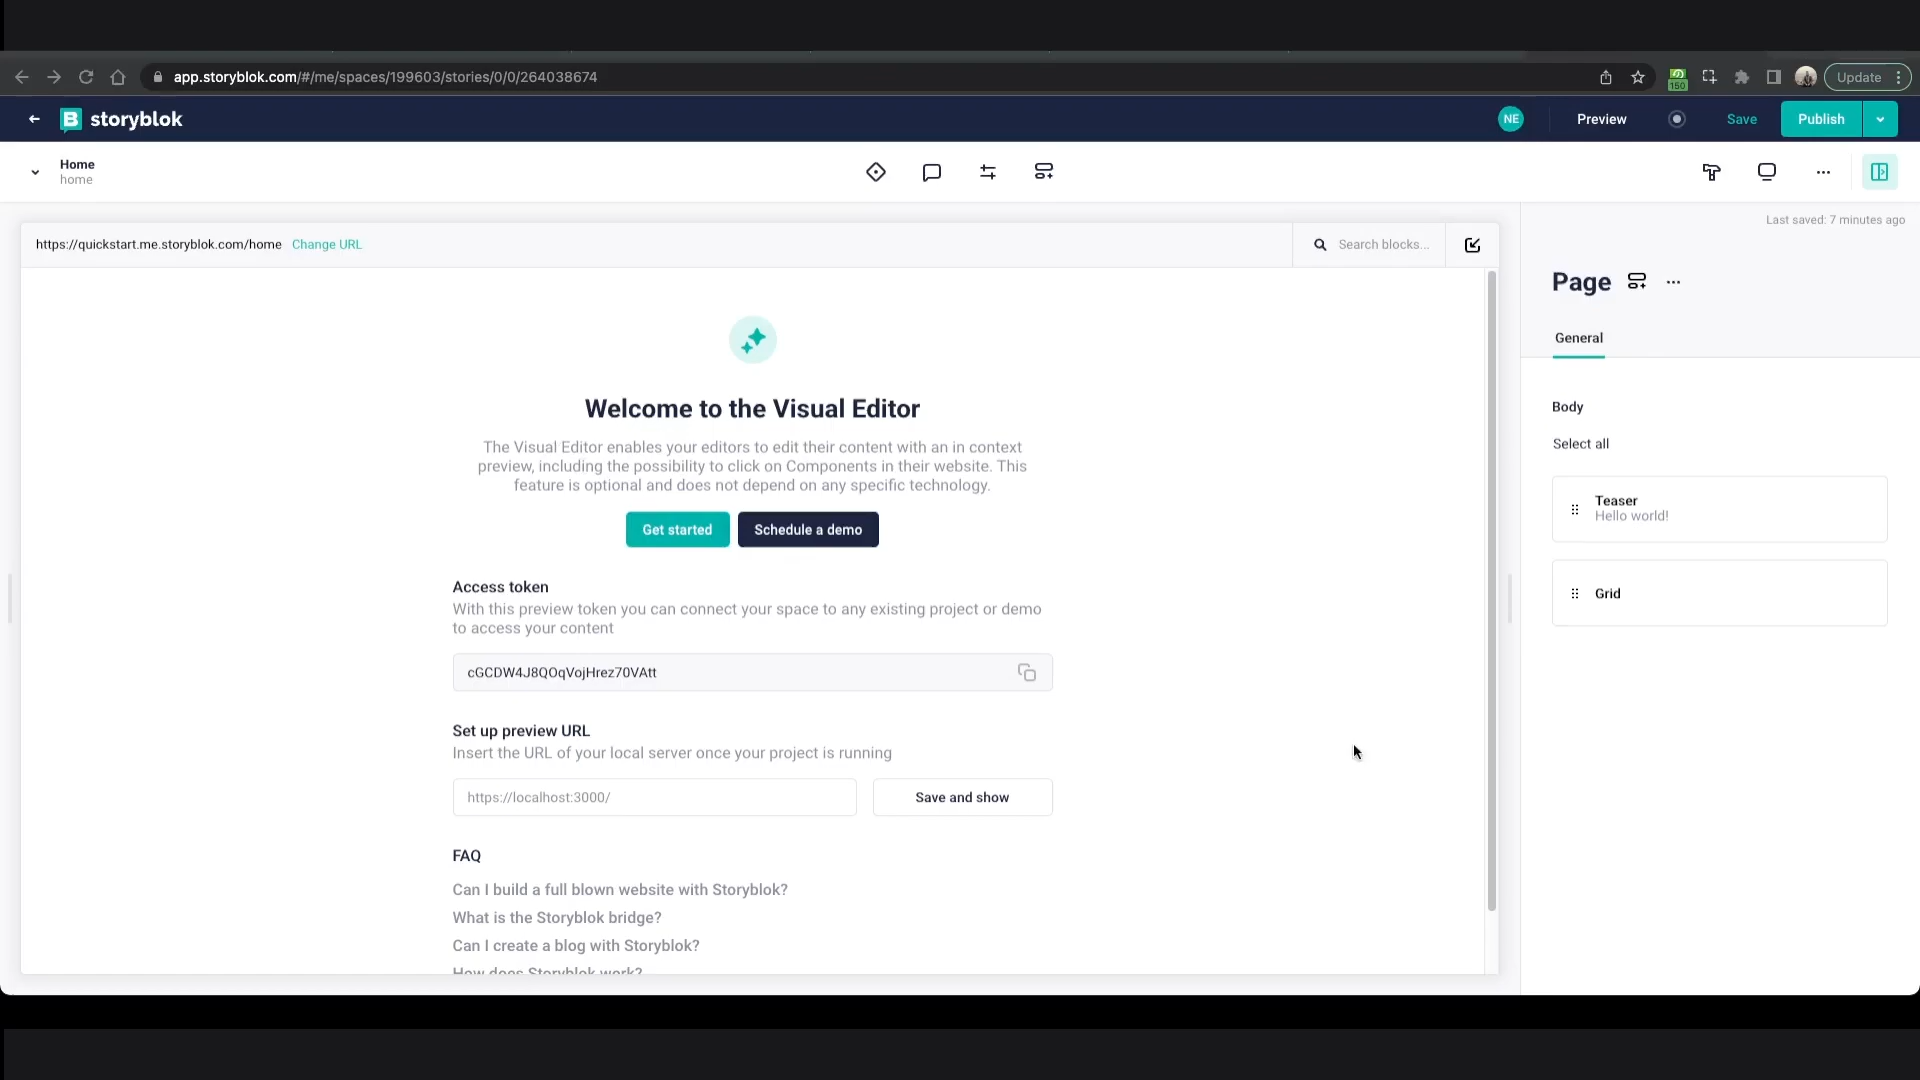 app.storyblok.com/#/me/spaces/199603/stories/0/0/264038674
150
Update
storyblok
NE
Preview
Save
Publish
Home
home
Last saved: 7 minutes ago
https://quickstart.me.storyblok.com/home Change URL
Search blocks...
Page
General
Welcome to the Visual Editor
The Visual Editor enables your editors to edit their content with an in context
preview, including the possibility to click on Components in their website. This
feature is optional and does not depend on any specific technology.
Get started
Schedule a demo
Access token
With this preview token you can connect your space to any existing project or demo
to access your content
cGCDW4J8QOqVojHrez70VAtt
Set up preview URL
Insert the URL of your local server once your project is running
https://localhost:3000/
Save and show
FAQ
Can I build a full blown website with Storyblok?
What is the Storyblok bridge?
Can I create a blog with Storyblok?
How does Storyblok work?
Body
Select all
Teaser
Hello world!
Grid